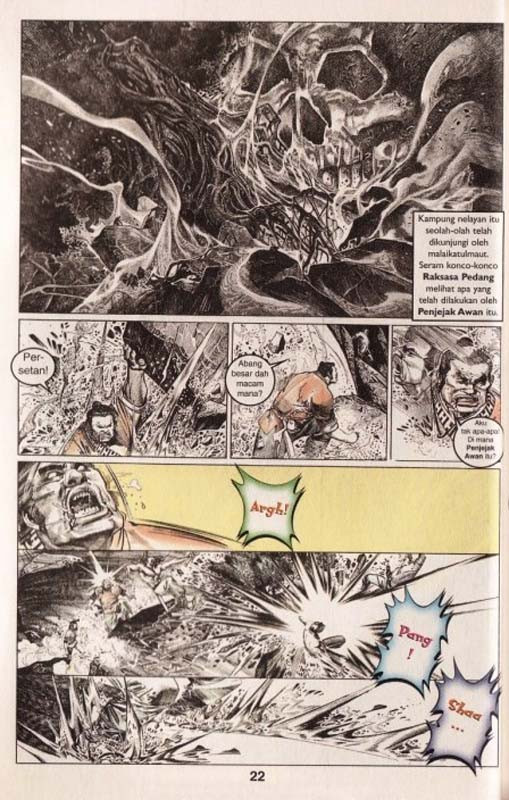 Kampung nelayan itu
seolah-olah telah
dikunjungi oleh
malaikatulmaut.
Seram konco-konco
Raksasa Pedang
melihat apa yang
telah dilakukan oleh
Penjejak Awan itu.
Per-
setan!
Abang
besar dah
macam
mana?
Aku
tak apa-apa!
Di mana
Penjejak
Awan itu?
Argh!
Pang
!
Shaa
...
22